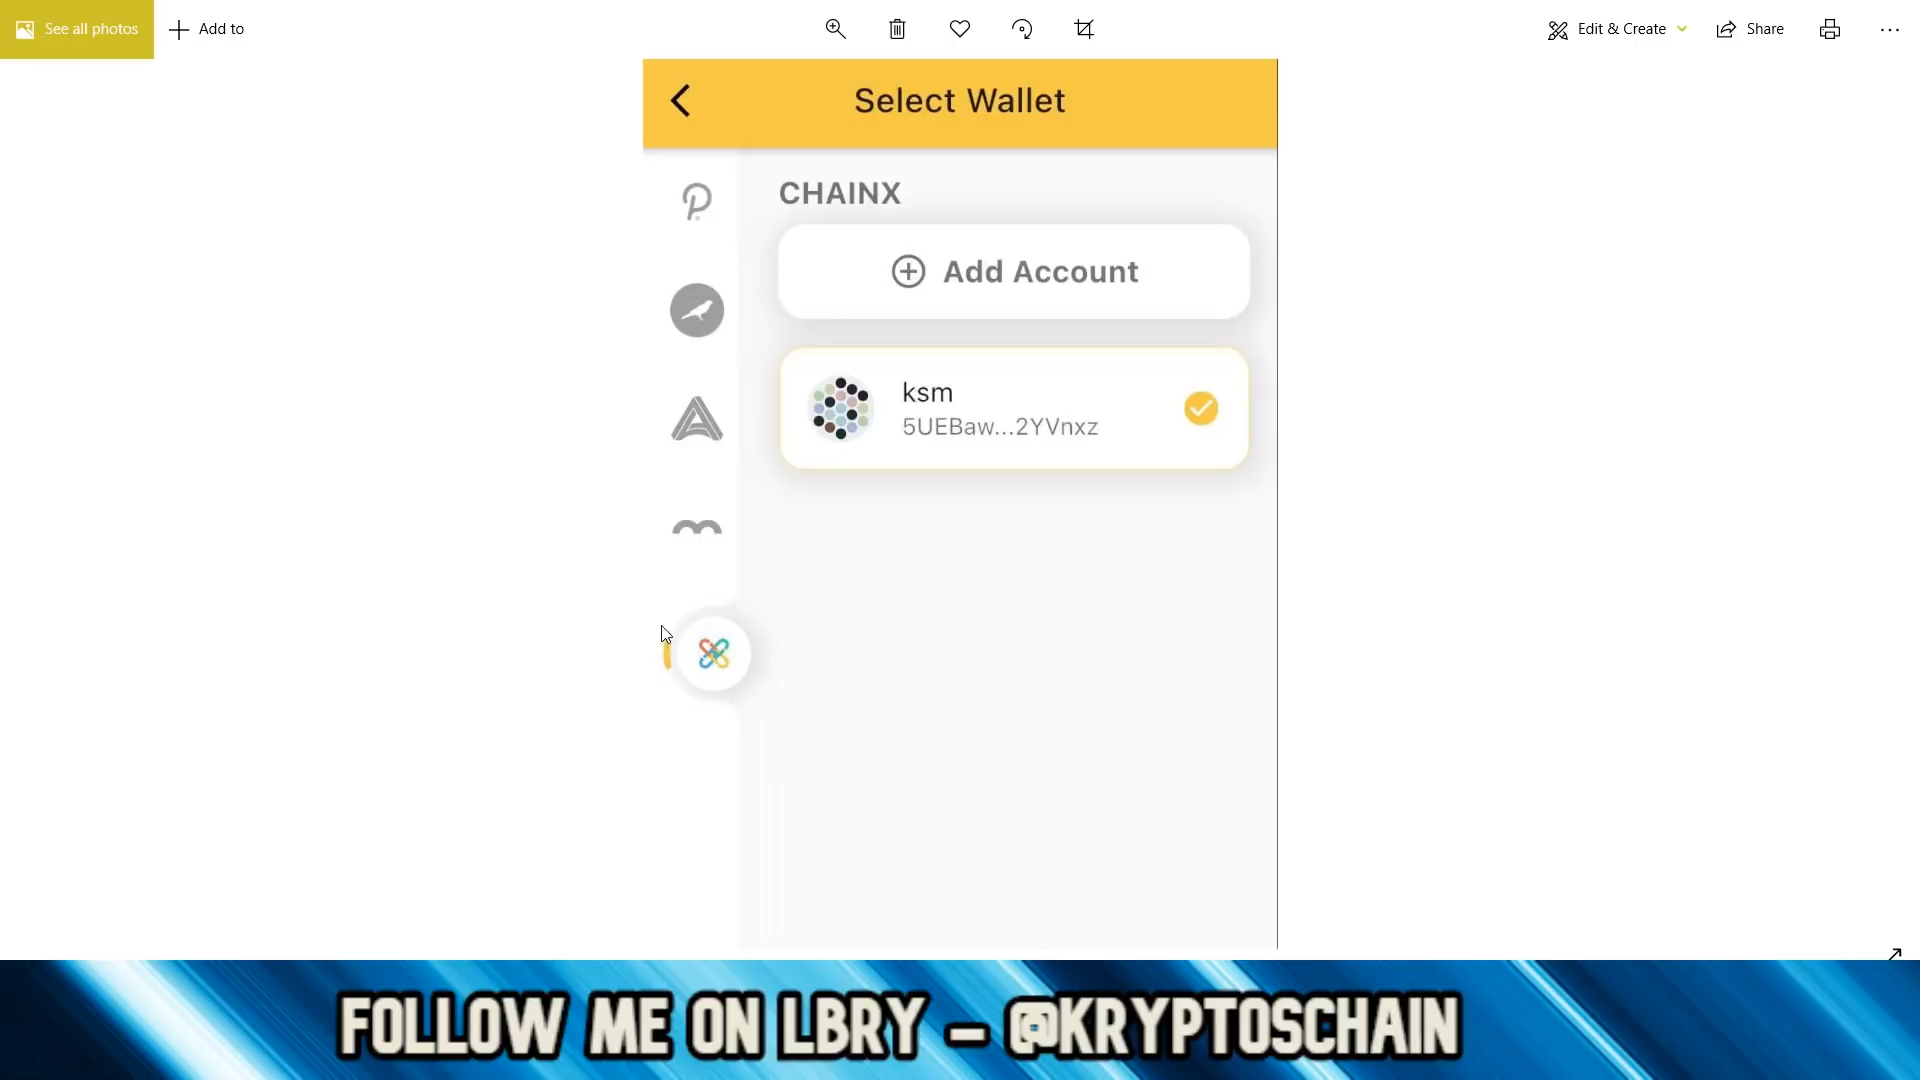 See all photos
Add to
Edit & Create
Share
Select Wallet
CHAINX
Add Account
ksm
5UEBaw...2YVnxz
FOLLOW ME ON LBRY - @KRYPTOSCHAIN